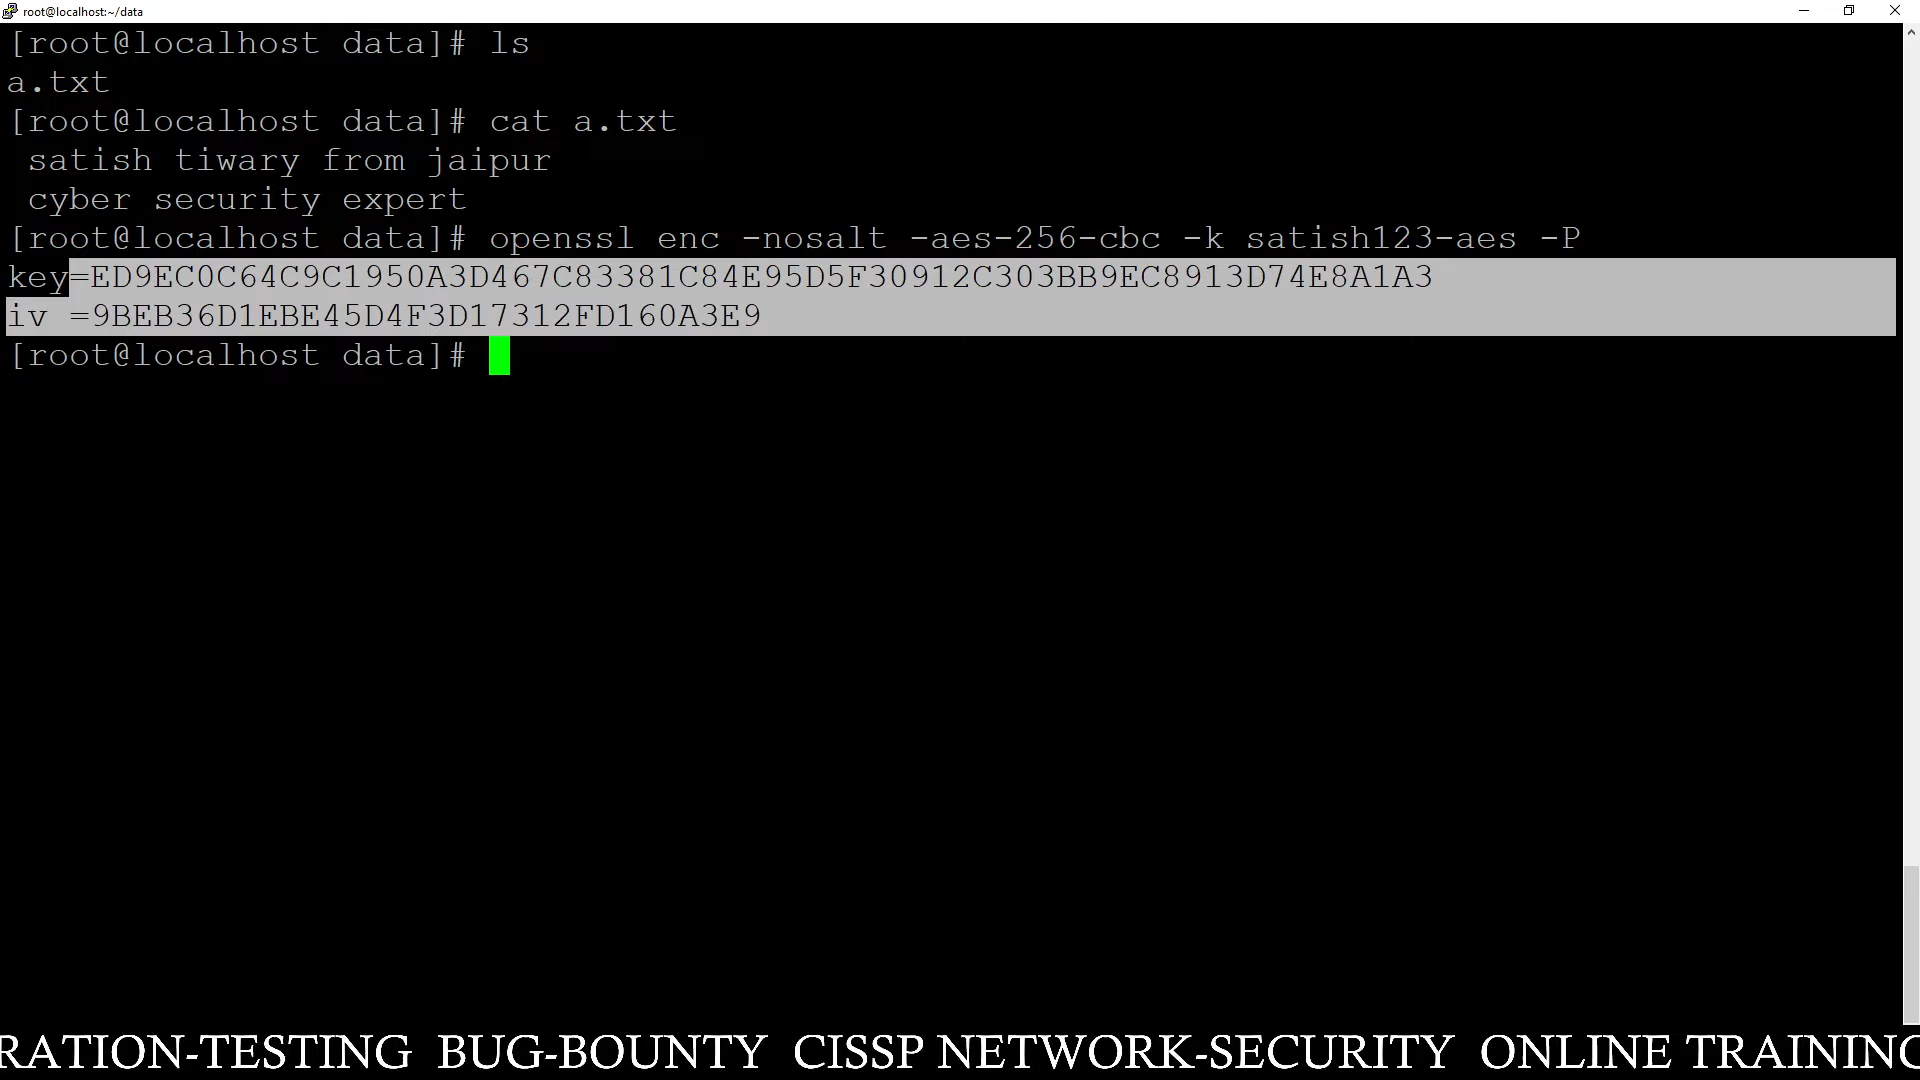 root@localhost:~/data
[root@localhost data]# ls
a.txt
[root@localhost data]# cat a.txt
satish tiwary from jaipur
cyber security expert
[root@localhost data]# openssl enc -nosalt -aes-256-cbc -k satish123-aes -P
key=ED9EC0C64C9C1950A3D467C83381C84E95D5F30912C303BB9EC8913D74E8A1A3
iv =9BEB36D1EBE45D4F3D17312FD160A3E9
[root@localhost data]#
RATION-TESTING BUG-BOUNTY CISSP NETWORK-SECURITY ONLINE TRAINING